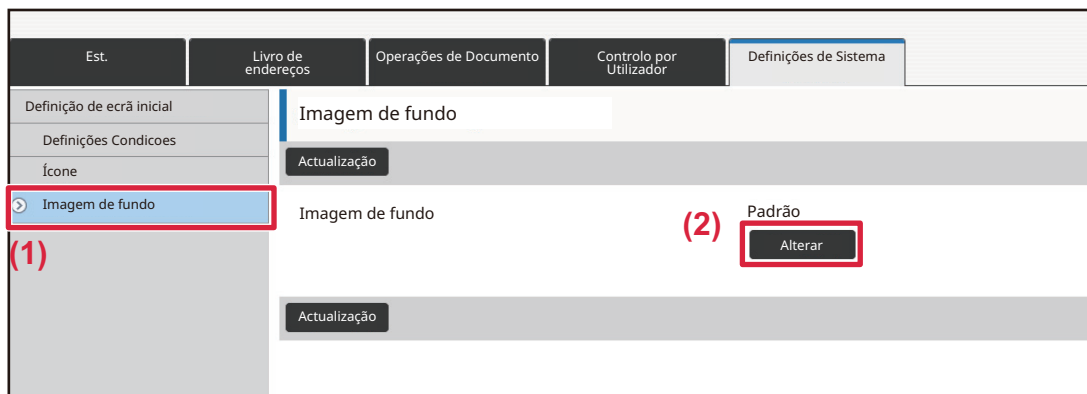 Est.
Livro de
endereços
Operações de Documento
Controlo por
Utilizador
Definições de Sistema
Definição de ecrã inicial
Definições Condicoes
Ícone
Imagem de fundo
(1)
Imagem de fundo
Actualização
Imagem de fundo
Padrão
(2)
Alterar
Actualização